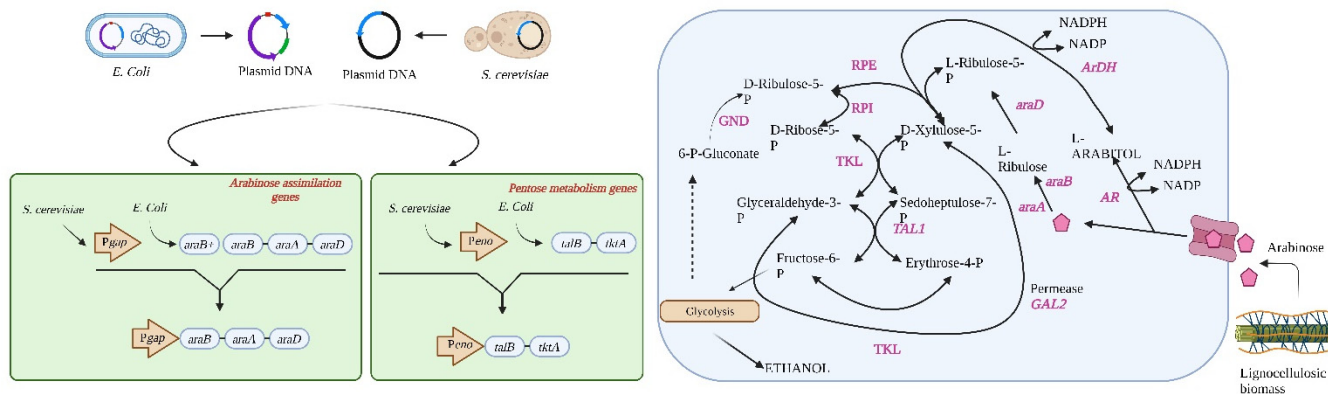 E. Coli
Plasmid DNA
Plasmid DNA
S. cerevisiae
Arabinose assimilation
genes
S. cerevisiae
E. Coli
Pgap
araB+
araB
araA
araD
Pgap
araB
araA
araD
Pentose metabolism genes
S. cerevisiae
E. Coli
Peno
talB
tktA
Peno
talB
tktA
NADPH
NADP
ArDH
RPE
L-Ribulose-5-
P
D-Ribulose-5-
P
araD
GND
RPI
D-Ribose-5-
P
D-Xylulose-5-
P
L-
Ribulose
L-
ARABITOL
NADPH
NADP
6-P-Gluconate
TKL
araB
araA
AR
Glyceraldehyde-3-
P
Sedoheptulose-7-
P
TAL1
Arabinose
Fructose-6-
P
Erythrose-4-P
Permease
GAL2
Glycolysis
TKL
ETHANOL
Lignocellulosic
biomass